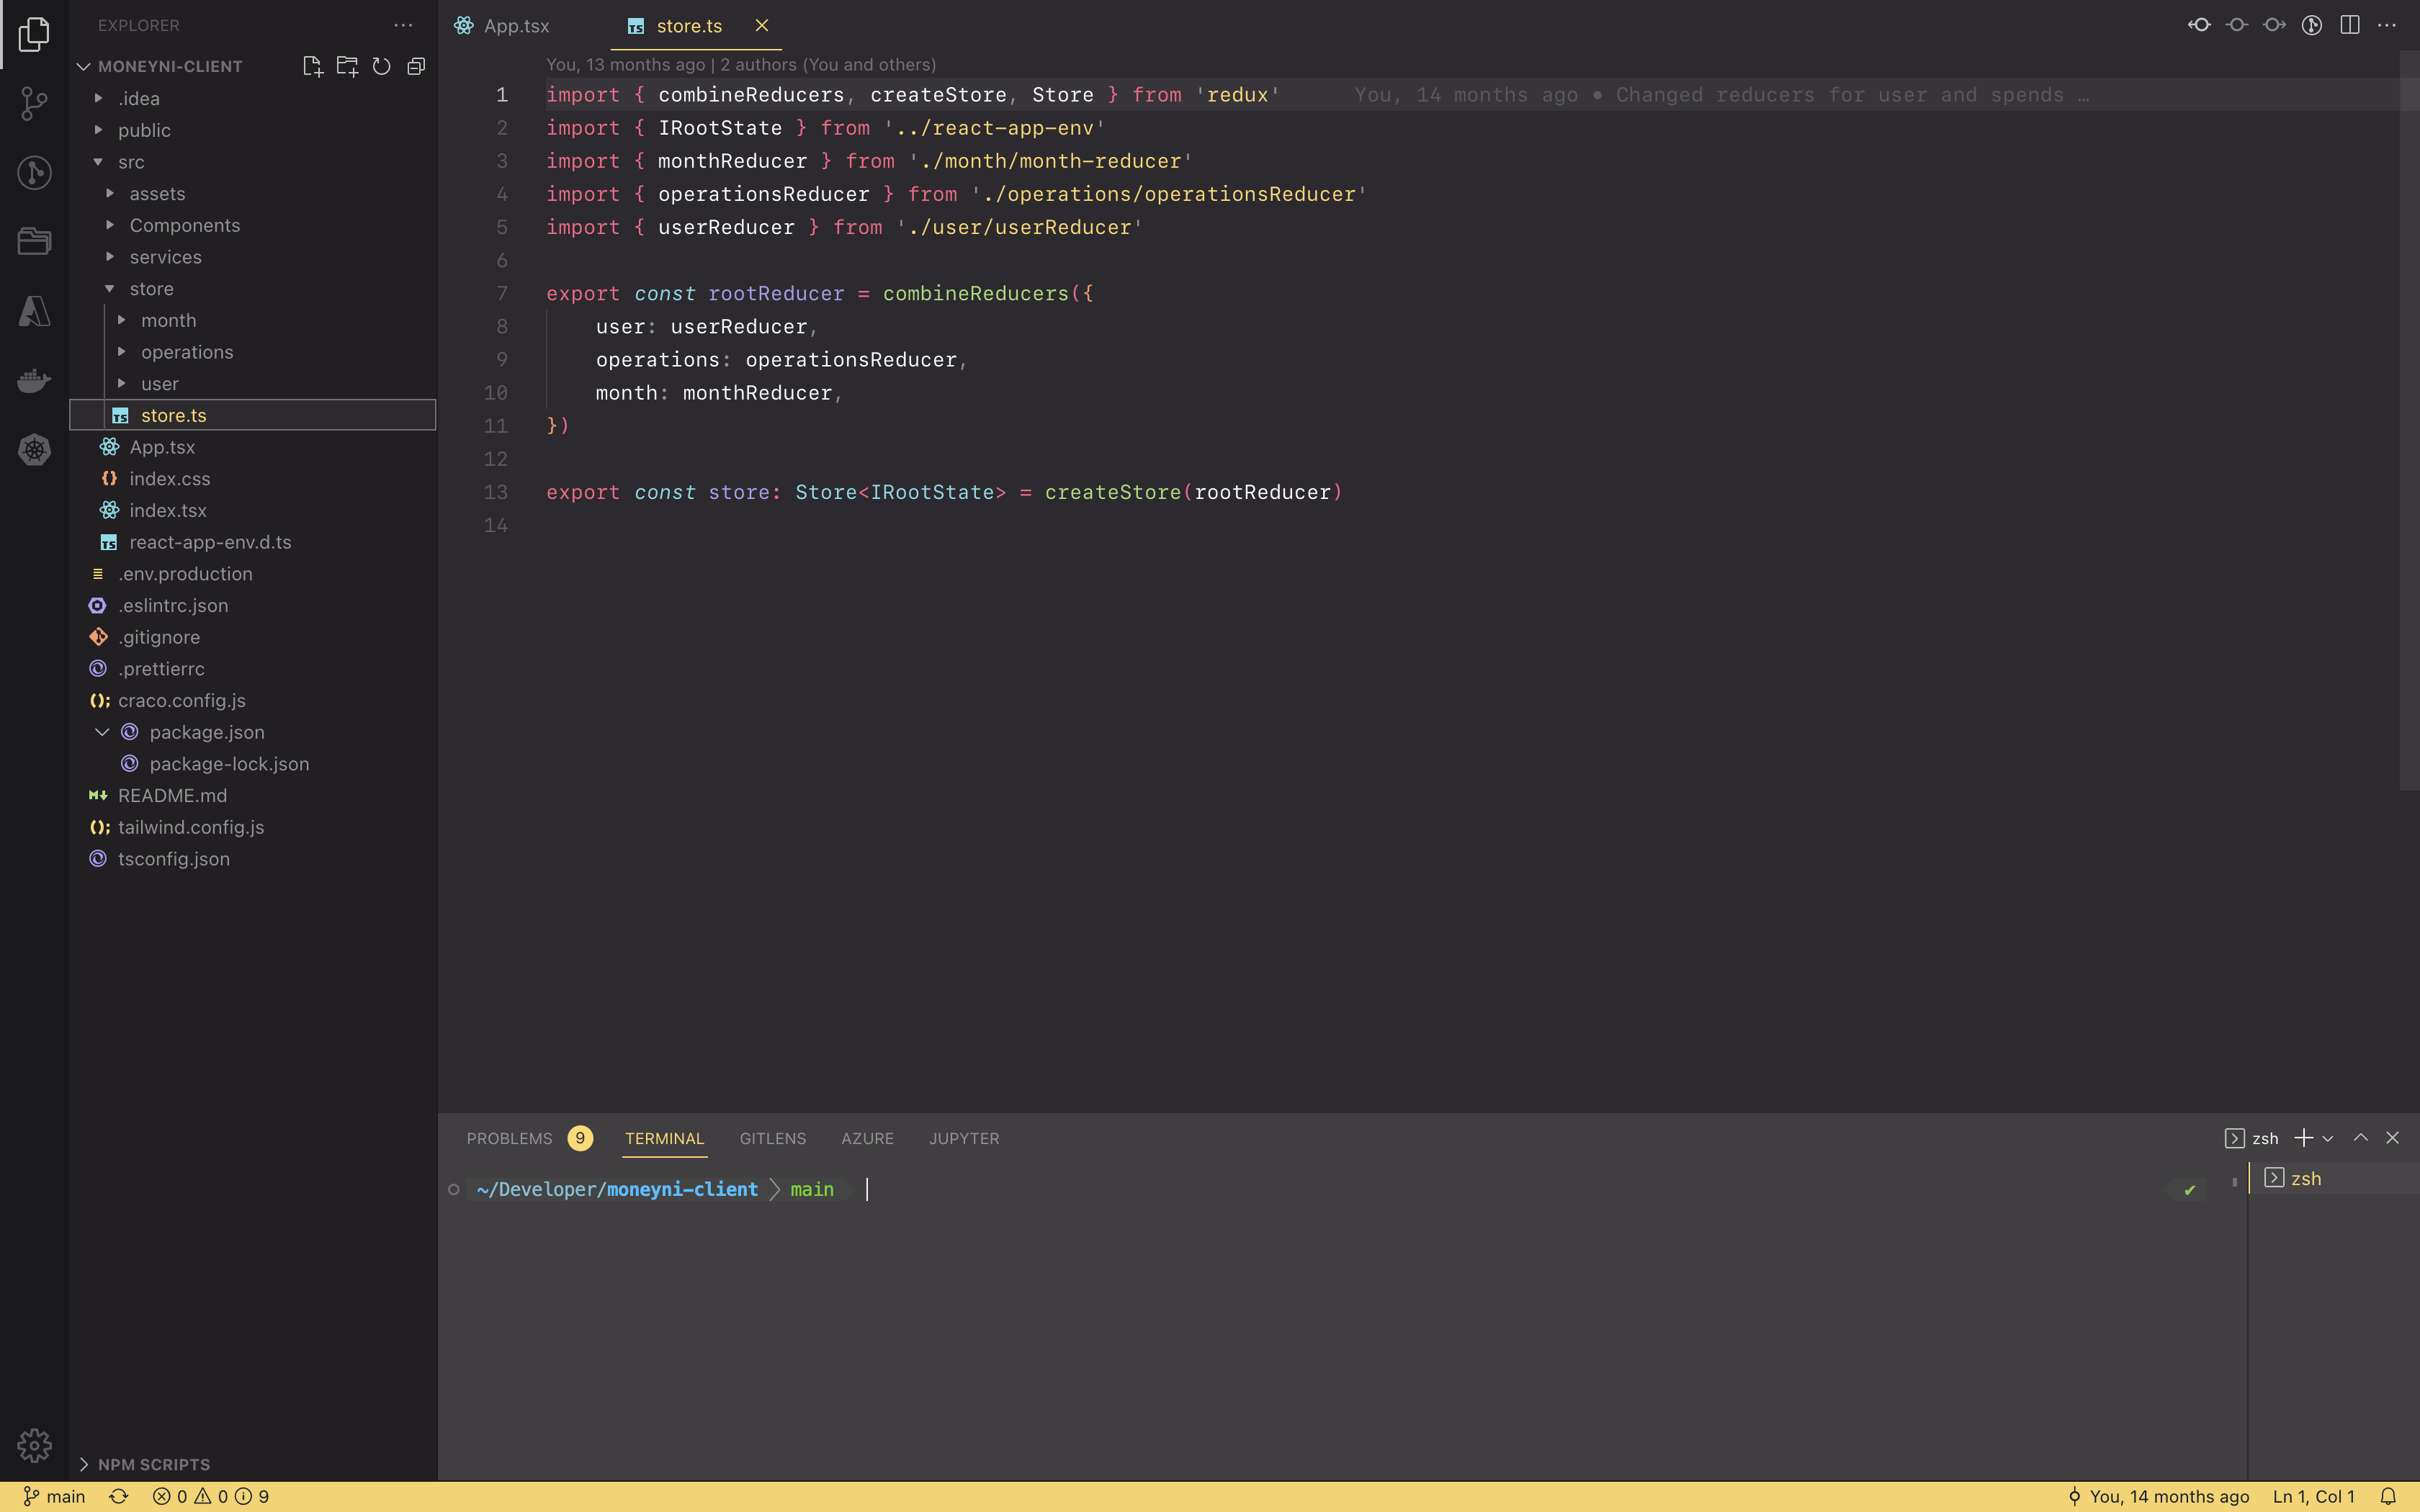 EXPLORER
MONEYNI-CLIENT
.idea
public
src
assets
Components
services
store
month
operations
user
store.ts
App.tsx
index.css
index.tsx
react-app-env.d.ts
.env.production
.eslintrc.json
.gitignore
.prettierrc
craco.config.js
package.json
package-lock.json
README.md
tailwind.config.js
tsconfig.json
NPM SCRIPTS
App.tsx
store.ts
You, 13 months ago | 2 authors (You and others)
1 import { combineReducers, createStore, Store } from 'redux' You, 14 months ago • Changed reducers for user and spends …
2 import { IRootState } from '../react-app-env'
3 import { monthReducer } from './month/month-reducer'
4 import { operationsReducer } from './operations/operationsReducer'
5 import { userReducer } from './user/userReducer'
6
7 export const rootReducer = combineReducers({
8 user: userReducer,
9 operations: operationsReducer,
10 month: monthReducer,
11 })
12
13 export const store: Store<IRootState> = createStore(rootReducer)
14
PROBLEMS 9 TERMINAL GITLENS AZURE JUPYTER
zsh
~/Developer/moneyni-client main
zsh
main 0 0 9
You, 14 months ago Ln 1, Col 1